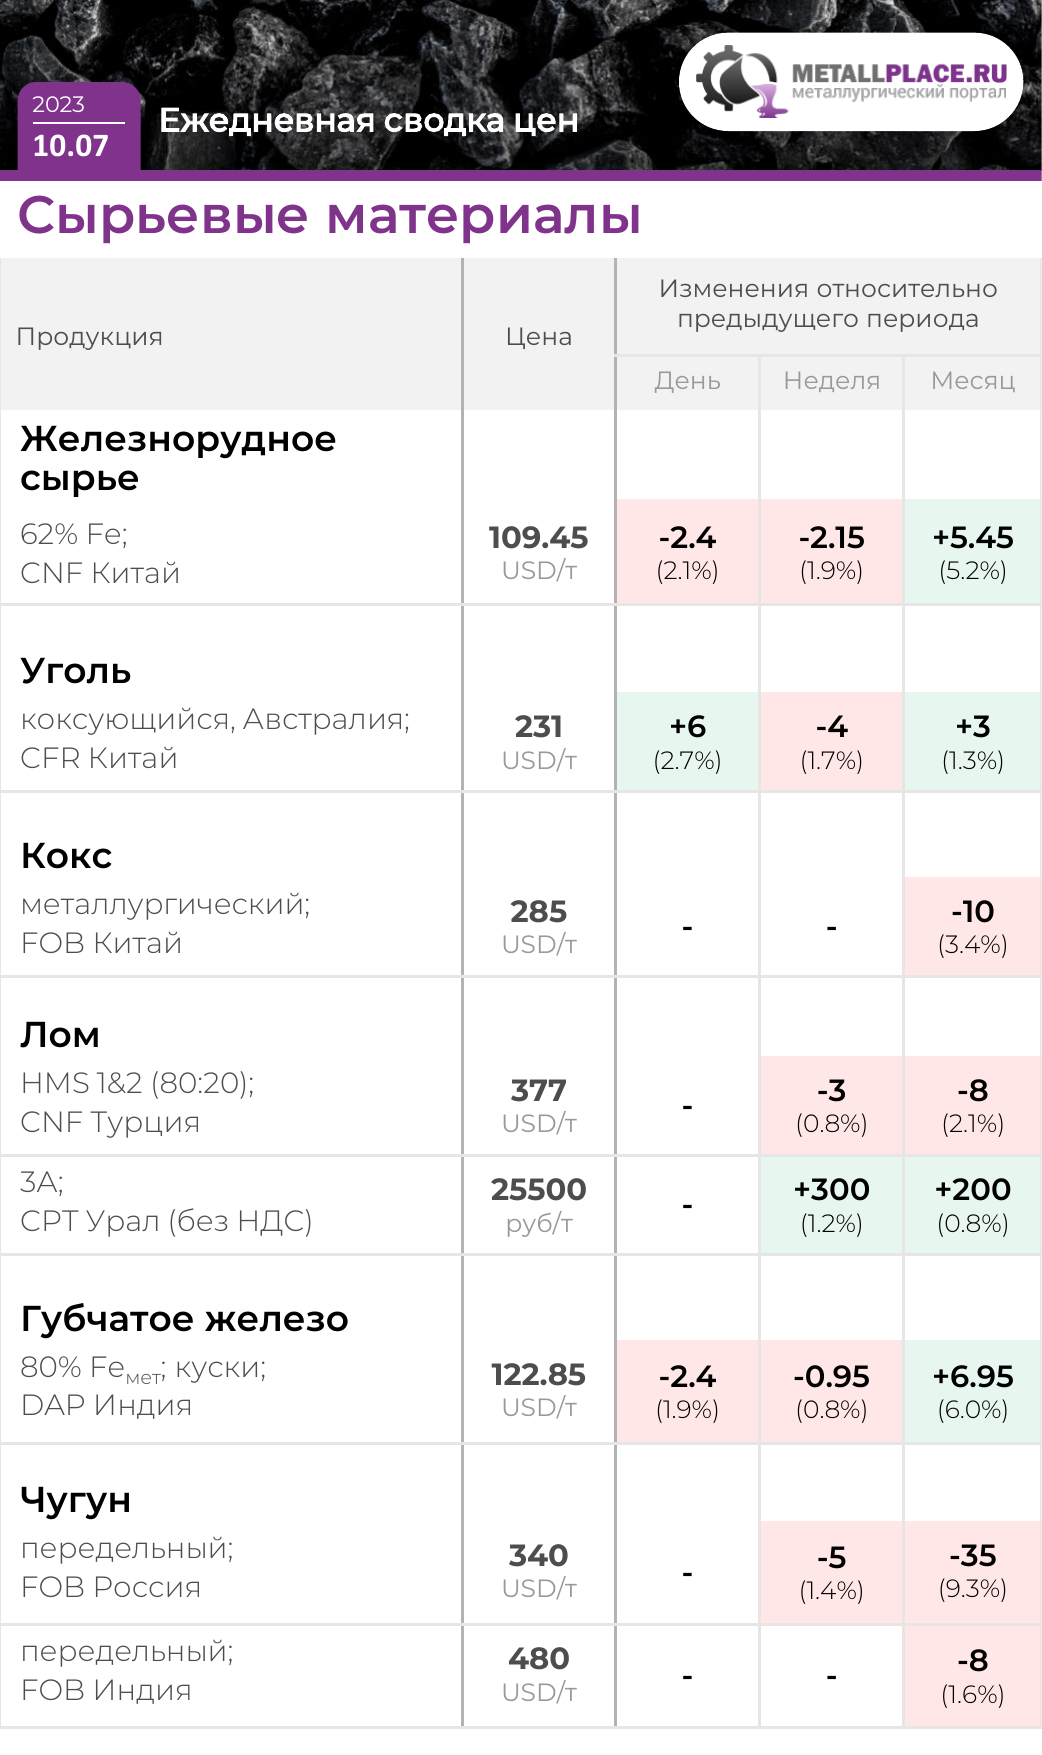 2023
10.07
Ежедневная сводка цен
METALLPLACE.RU
металлургический портал
Сырьевые материалы
Продукция
Цена
Изменения относительно
предыдущего периода
День Неделя Месяц
Железнорудное
сырье
62% Fe;
CNF Китай
109.45
USD/т
-2.4
(2.1%)
-2.15
(1.9%)
+5.45
(5.2%)
Уголь
коксующийся, Австралия;
CFR Китай
231
USD/т
+6
(2.7%)
-4
(1.7%)
+3
(1.3%)
Кокс
металлургический;
FOB Китай
285
USD/т
-
-
-10
(3.4%)
Лом
HMS 1&2 (80:20);
CNF Турция
377
USD/т
-
-3
(0.8%)
-8
(2.1%)
3А;
CPT Урал (без НДС)
25500
руб/т
-
+300
(1.2%)
+200
(0.8%)
Губчатое железо
80% Feмет; куски;
DAP Индия
122.85
USD/т
-2.4
(1.9%)
-0.95
(0.8%)
+6.95
(6.0%)
Чугун
передельный;
FOB Россия
340
USD/т
-
-5
(1.4%)
-35
(9.3%)
передельный;
FOB Индия
480
USD/т
-
-
-8
(1.6%)